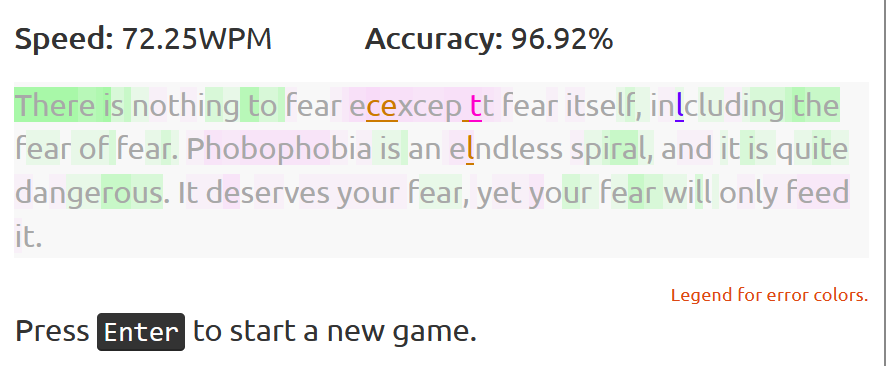 Speed: 72.25WPM Accuracy: 96.92%
There is nothing to fear ecexcep tt fear itself, inlcluding the
fear of fear. Phobophobia is an elndless spiral, and it is quite
dangerous. It deserves your fear, yet your fear will only feed
it.
Legend for error colors.
Press Enter to start a new game.